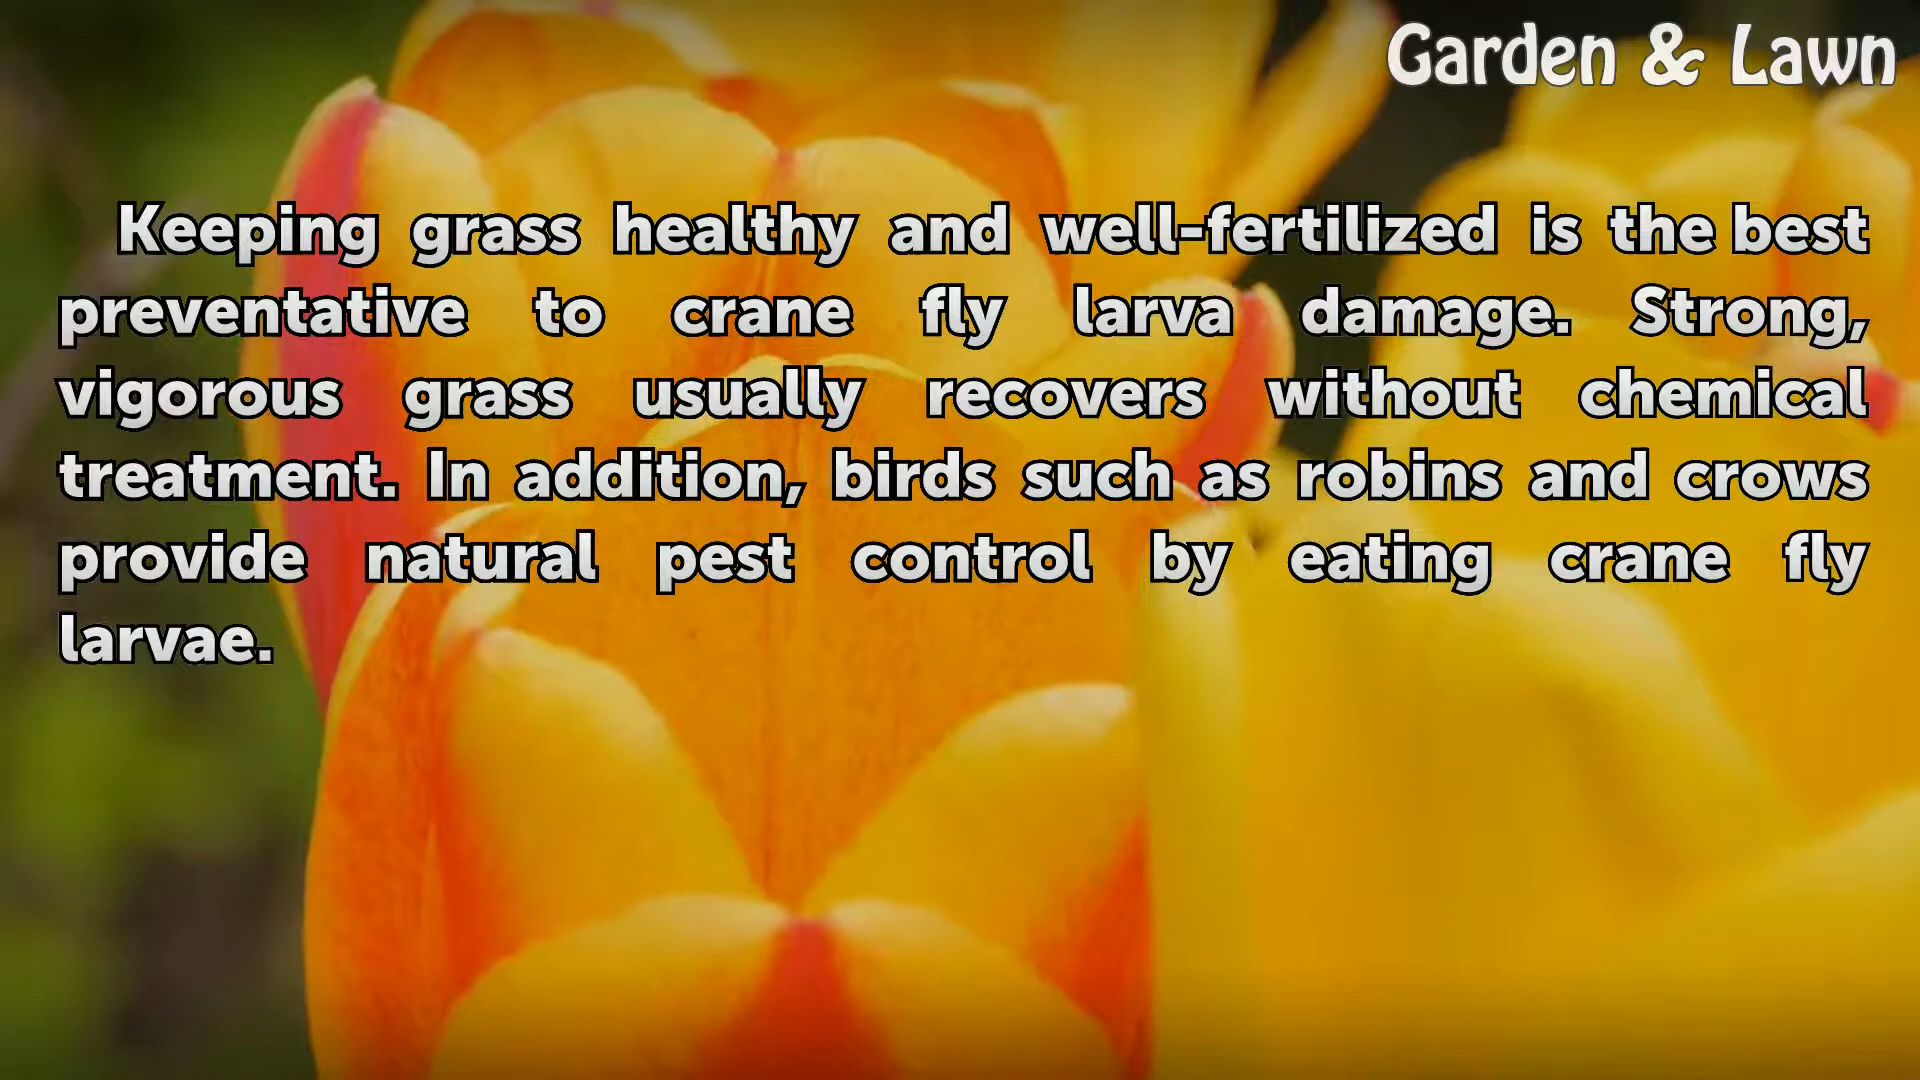 Garden & Lawn
Keeping grass healthy and well-fertilized is the best
preventative to crane fly larva damage. Strong,
vigorous grass usually recovers without chemical
treatment. In addition, birds such as robins and crows
provide natural pest control by eating crane fly
larvae.